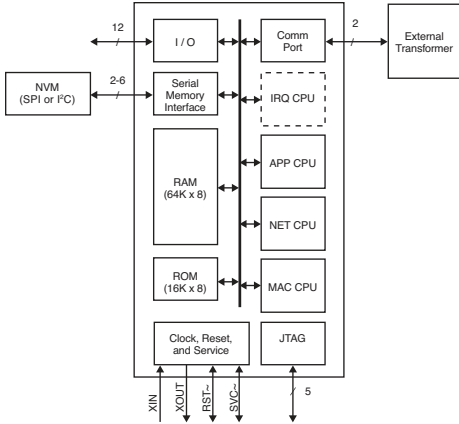 12
I / O
Comm
Port
2
External
Transformer
NVM
(SPI or I²C)
2-6
Serial
Memory
Interface
IRQ CPU
RAM
(64K x 8)
APP CPU
NET CPU
ROM
(16K x 8)
MAC CPU
Clock, Reset,
and Service
JTAG
XIN
XOUT
RST~
SVC~
5